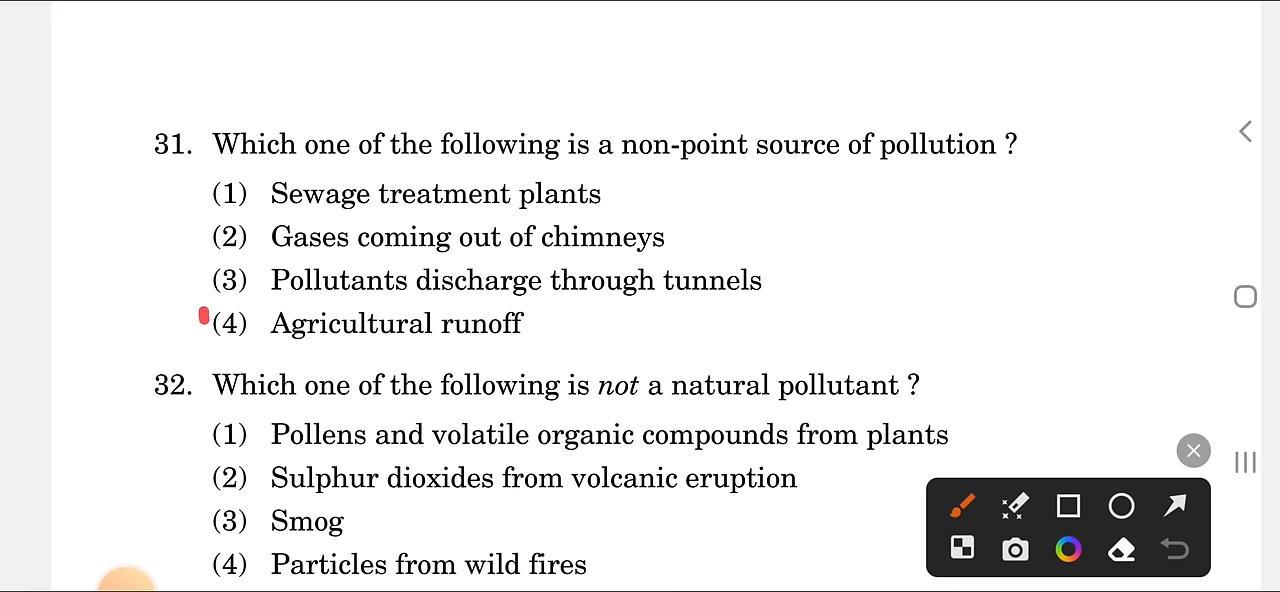 31. Which one of the following is a non-point source of pollution ?
(1) Sewage treatment plants
(2) Gases coming out of chimneys
(3) Pollutants discharge through tunnels
(4) Agricultural runoff
32. Which one of the following is not a natural pollutant ?
(1) Pollens and volatile organic compounds from plants
(2) Sulphur dioxides from volcanic eruption
(3) Smog
(4) Particles from wild fires